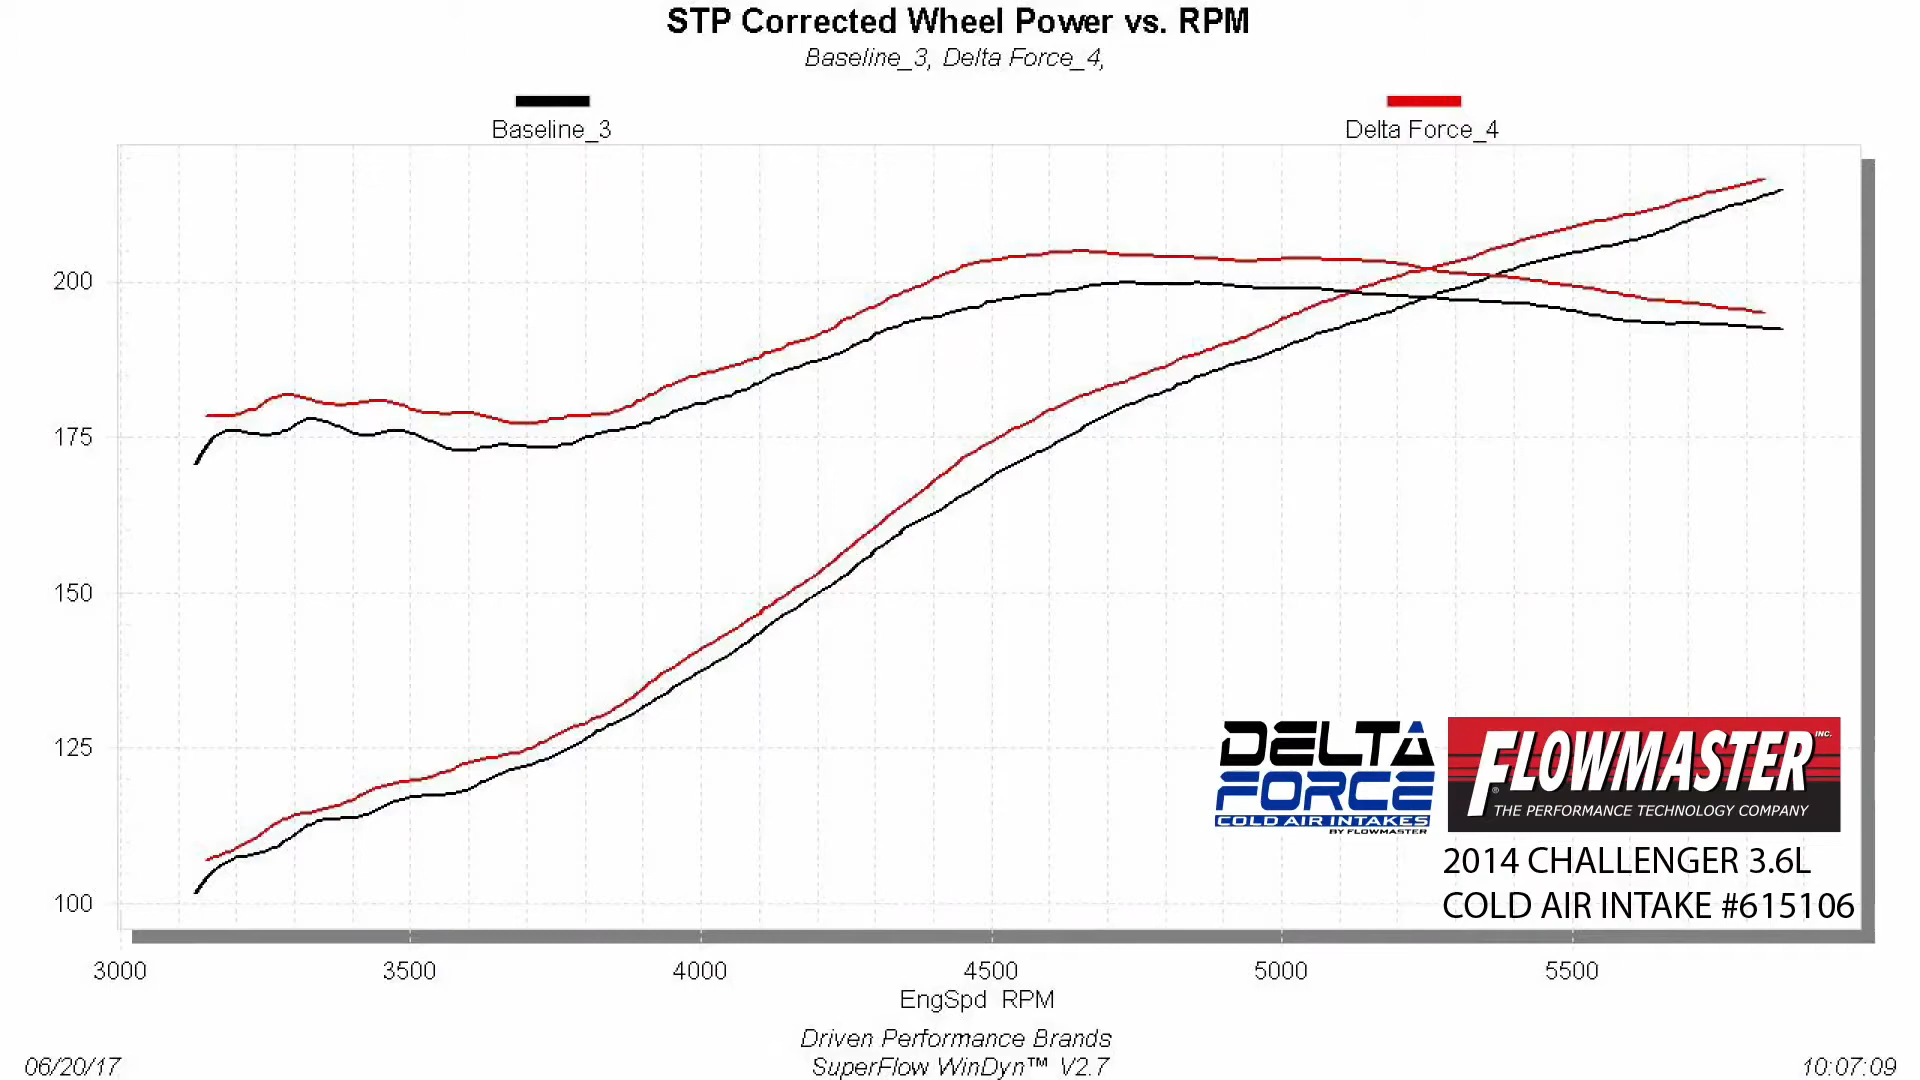 STP Corrected Wheel Power vs. RPM
Baseline_3, Delta Force_4,
Baseline_3
Delta Force_4
200
175
150
125
100
DELTA
FORCE
COLD AIR INTAKES
BY FLOWMASTER
FLOWMASTER INC.
®
THE PERFORMANCE TECHNOLOGY COMPANY
2014 CHALLENGER 3.6L
COLD AIR INTAKE #615106
3000 3500 4000 4500 5000 5500
EngSpd RPM
Driven Performance Brands
06/20/17 SuperFlow WinDyn™ V2.7 10:07:09